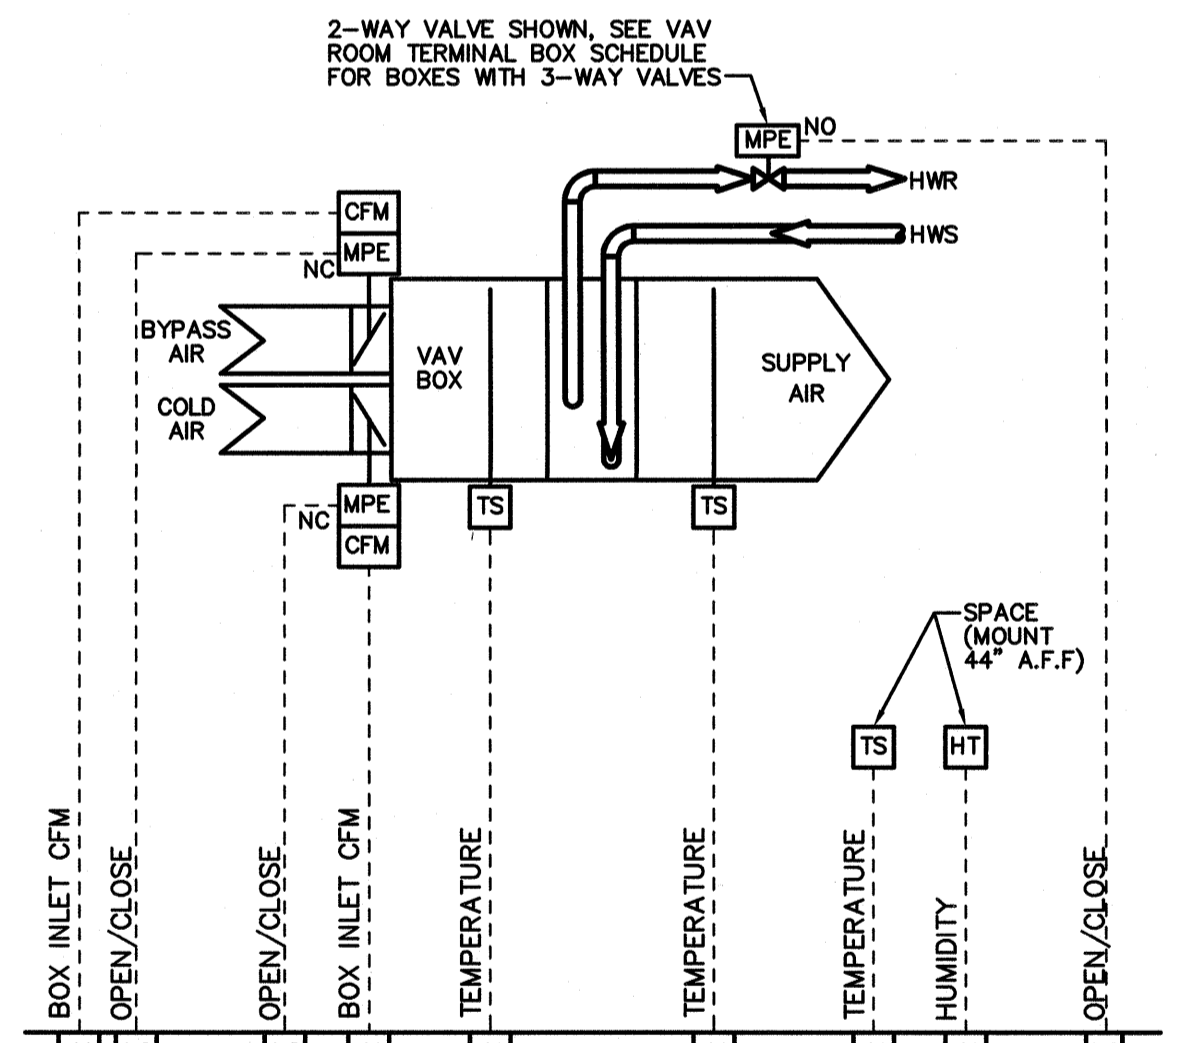 2-WAY VALVE SHOWN, SEE VAV
ROOM TERMINAL BOX SCHEDULE
FOR BOXES WITH 3-WAY VALVES
MPE
NO
HWR
HWS
CFM
MPE
NC
BYPASS
AIR
COLD
AIR
VAV
BOX
SUPPLY
AIR
MPE
NC
CFM
TS
TS
SPACE
(MOUNT
44" A.F.F)
TS
HT
BOX INLET CFM
OPEN/CLOSE
OPEN/CLOSE
BOX INLET CFM
TEMPERATURE
TEMPERATURE
TEMPERATURE
HUMIDITY
OPEN/CLOSE